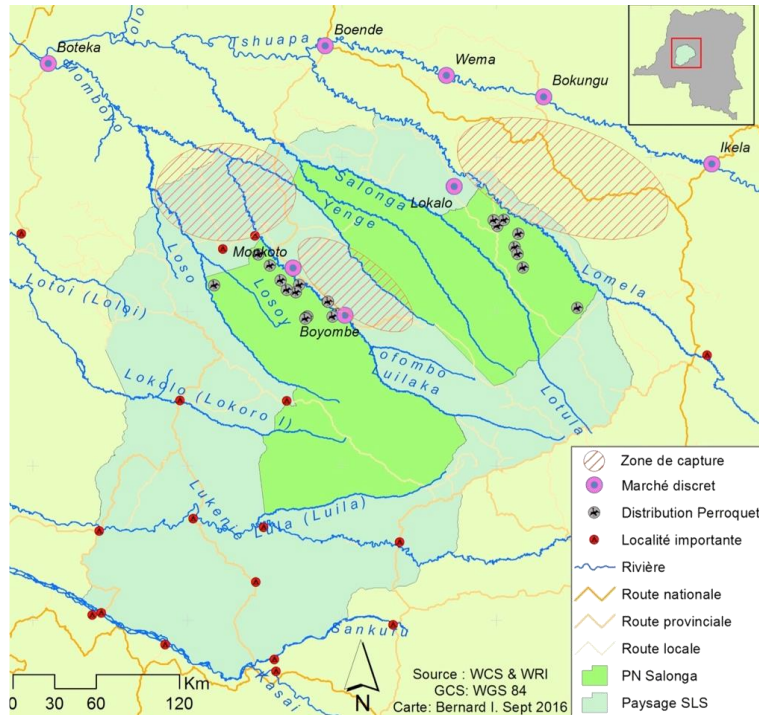 Boteka
Boende
Tshuapa
Wema
Bokungu
Ikela
Momboyo
Salonga
Lokalo
Yenge
Monkoto
Loso
Losoy
Lotoi (Loloi)
Lomela
Boyombe
Lotula
Lokolo (Lokoro I)
Lukenie
Lula (Luila)
Sankuru
Kasai
Zone de capture
Marché discret
Distribution Perroquet
Localité importante
Rivière
Route nationale
Route provinciale
Route locale
PN Salonga
Paysage SLS
Km
0 30 60 120
N
Source : WCS & WRI
GCS: WGS 84
Carte: Bernard I. Sept 2016